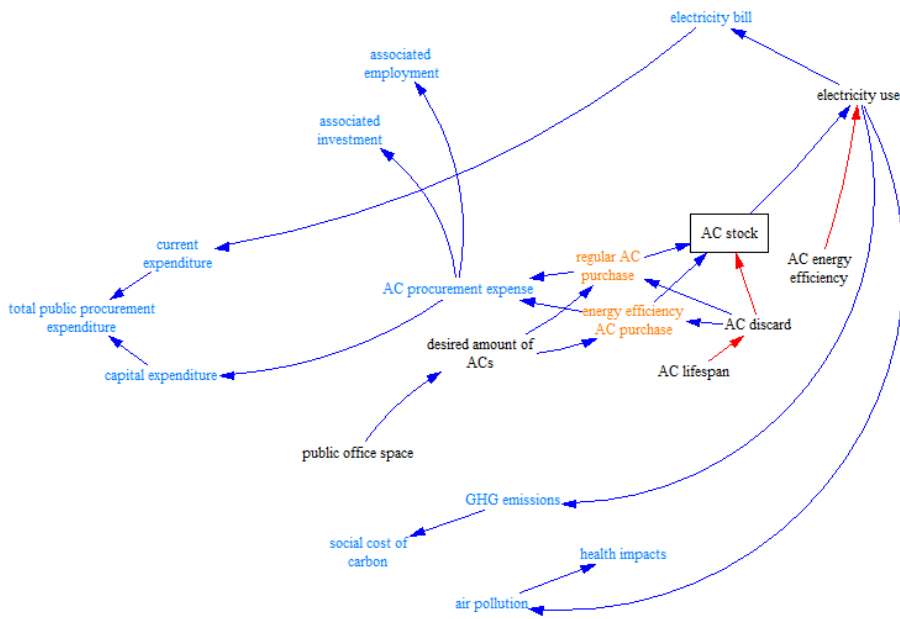 electricity bill
associated
employment
electricity use
associated
investment
AC stock
current
expenditure
regular AC
purchase
AC energy
efficiency
AC procurement expense
total public procurement
expenditure
energy efficiency
AC purchase
AC discard
desired amount of
ACs
capital expenditure
AC lifespan
public office space
GHG emissions
social cost of
carbon
health impacts
air pollution